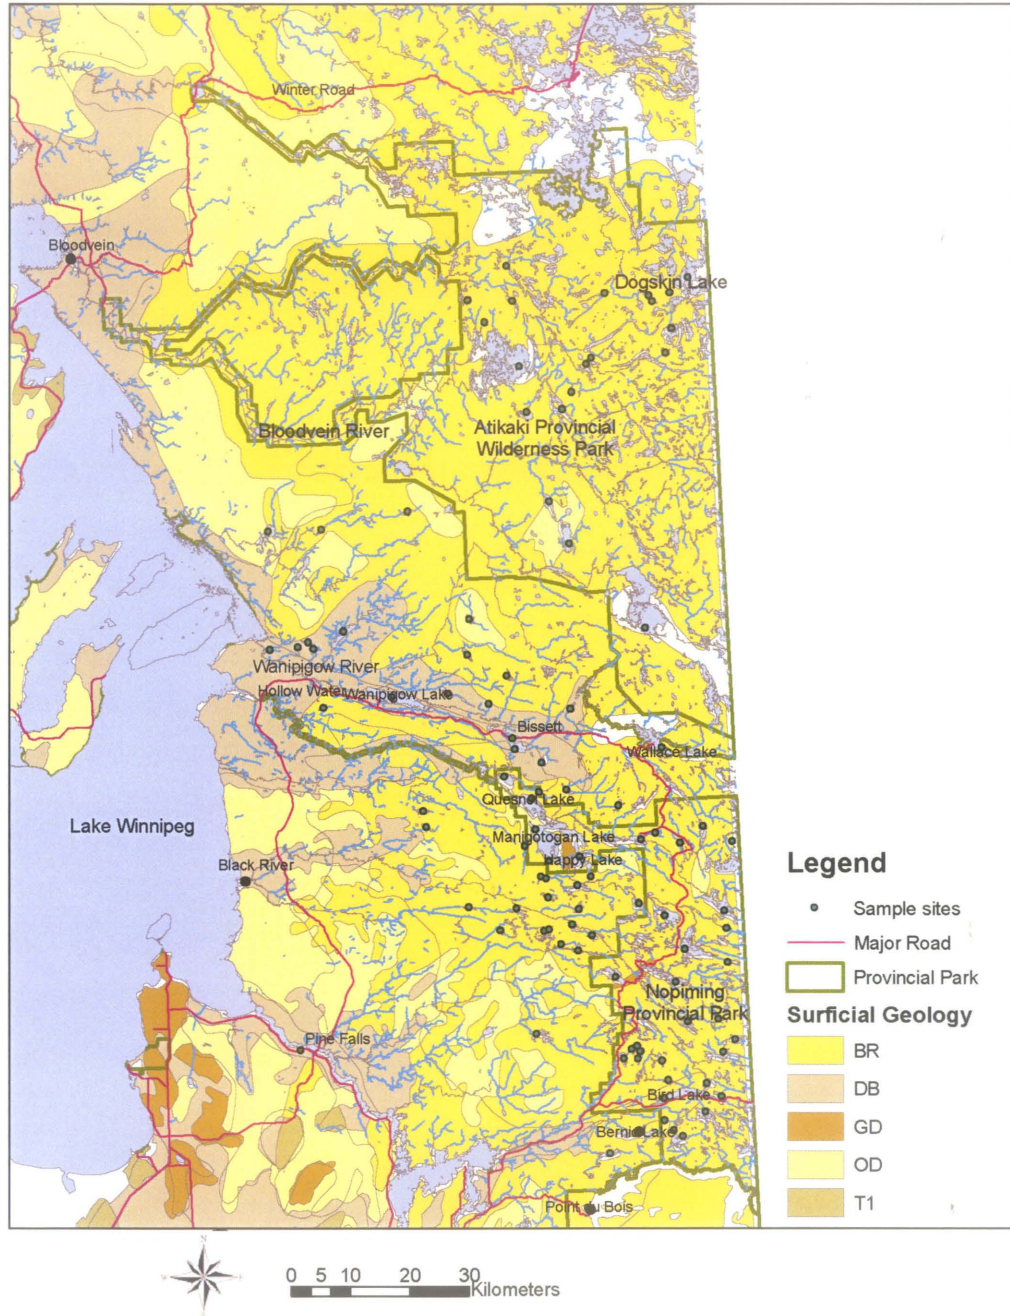 Winter Road
Bloodvein
Dogskin Lake
Bloodvein River
Atikaki Provincial
Wilderness Park
Wanipigow River
Hollow Water
Wanipigow Lake
Bissett
Wallace Lake
Quesnel Lake
Lake Winnipeg
Manigotogan Lake
Happy Lake
Black River
Nopiming
Provincial Park
Pine Falls
Bird Lake
Bernic Lake
Point du Bois
Legend
Sample sites
Major Road
Provincial Park
Surficial Geology
BR
DB
GD
OD
T1
N
0 5 10 20 30
Kilometers